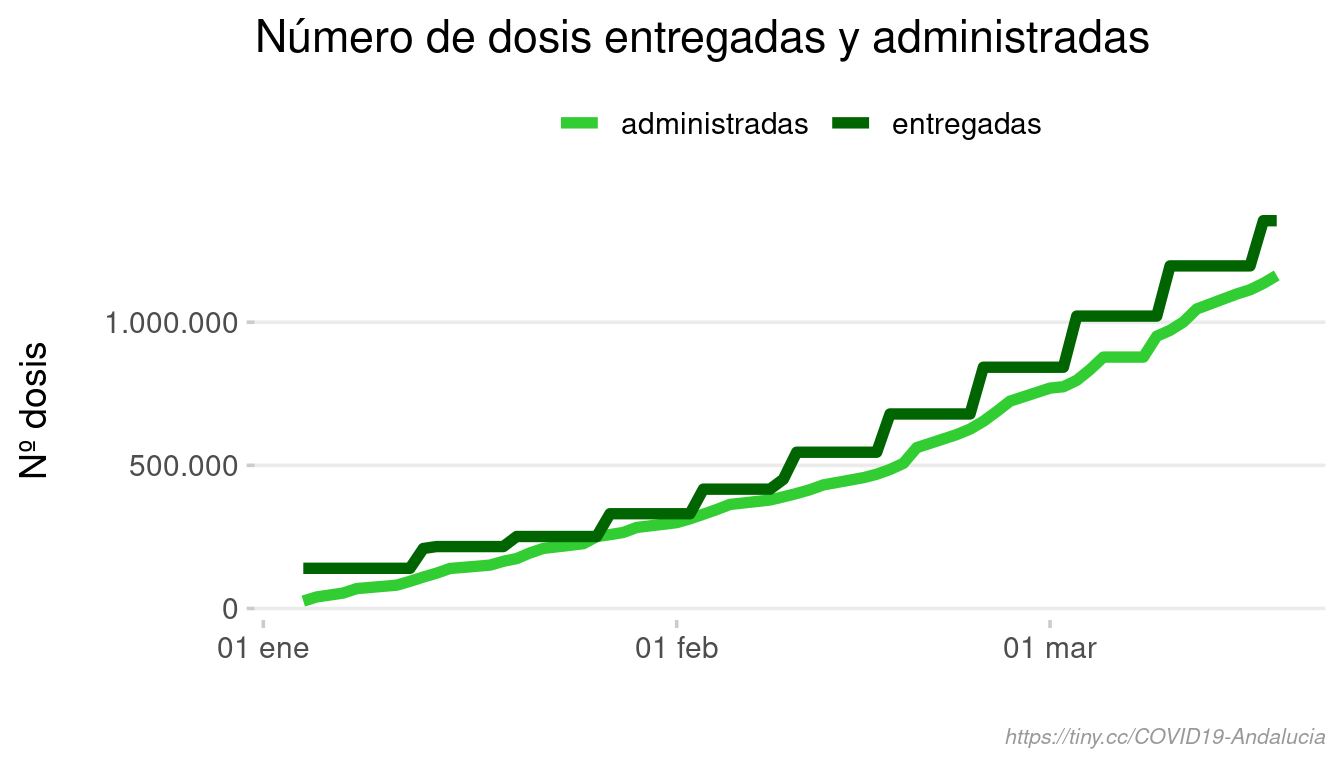 Número de dosis entregadas y administradas
administradas entregadas
Nº dosis
1.000.000
500.000
0
01 ene 01 feb 01 mar
https://tiny.cc/COVID19-Andalucia